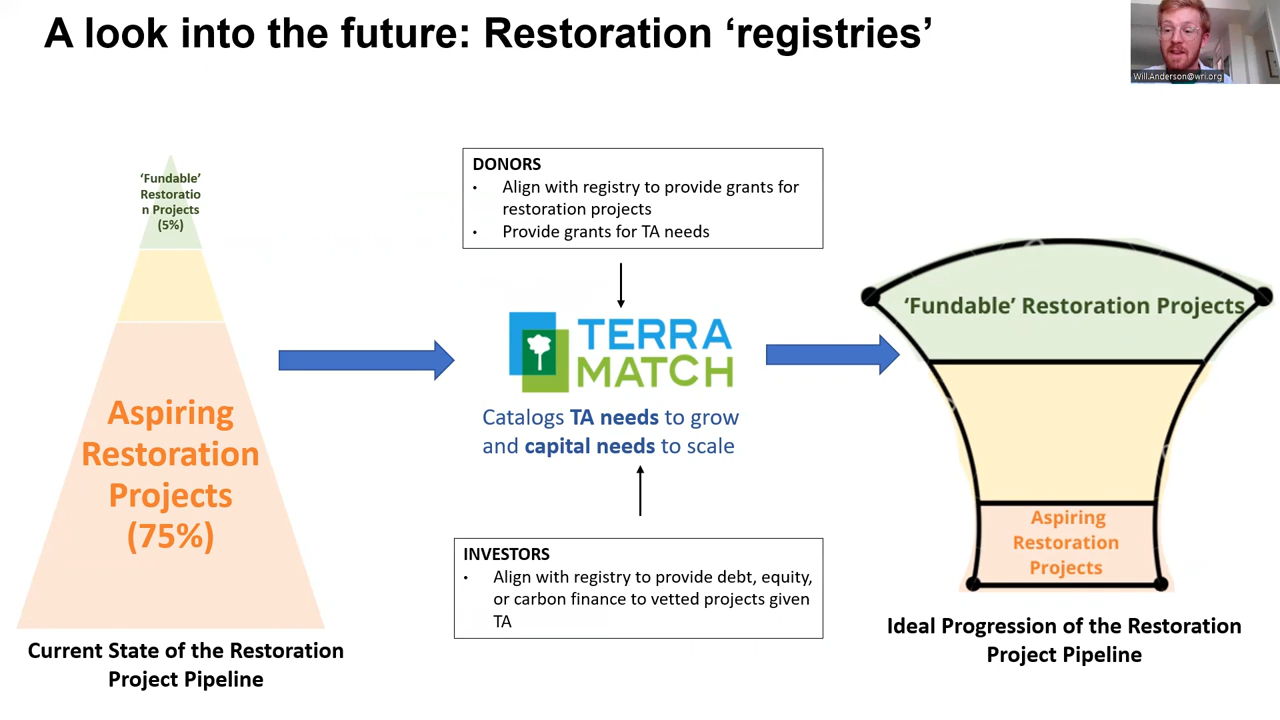 A look into the future: Restoration ‘registries’
Will.Anderson@wri.org
‘Fundable’
Restoratio
n Projects
(5%)
Aspiring
Restoration
Projects
(75%)
Current State of the Restoration
Project Pipeline
DONORS
• Align with registry to provide grants for
restoration projects
• Provide grants for TA needs
TERRA
MATCH
Catalogs TA needs to grow
and capital needs to scale
INVESTORS
• Align with registry to provide debt, equity,
or carbon finance to vetted projects given
TA
‘Fundable’ Restoration Projects
Aspiring
Restoration
Projects
Ideal Progression of the Restoration
Project Pipeline